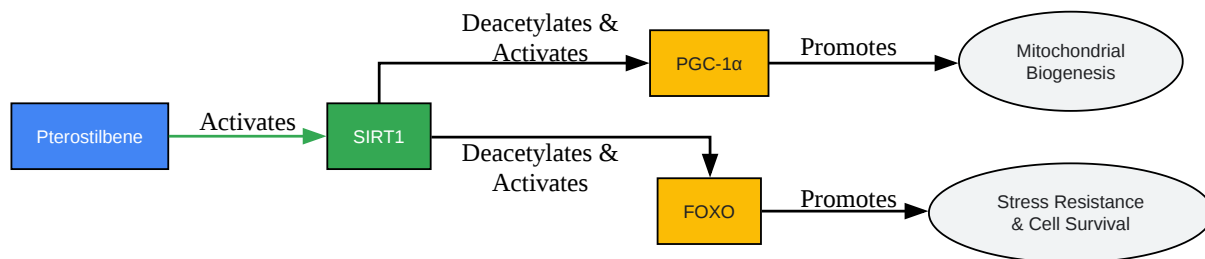 Deacetylates &
Activates
Promotes
PGC-1α
Mitochondrial
Biogenesis
Activates
Pterostilbene
SIRT1
Deacetylates &
Activates
Promotes
FOXO
Stress Resistance
& Cell Survival